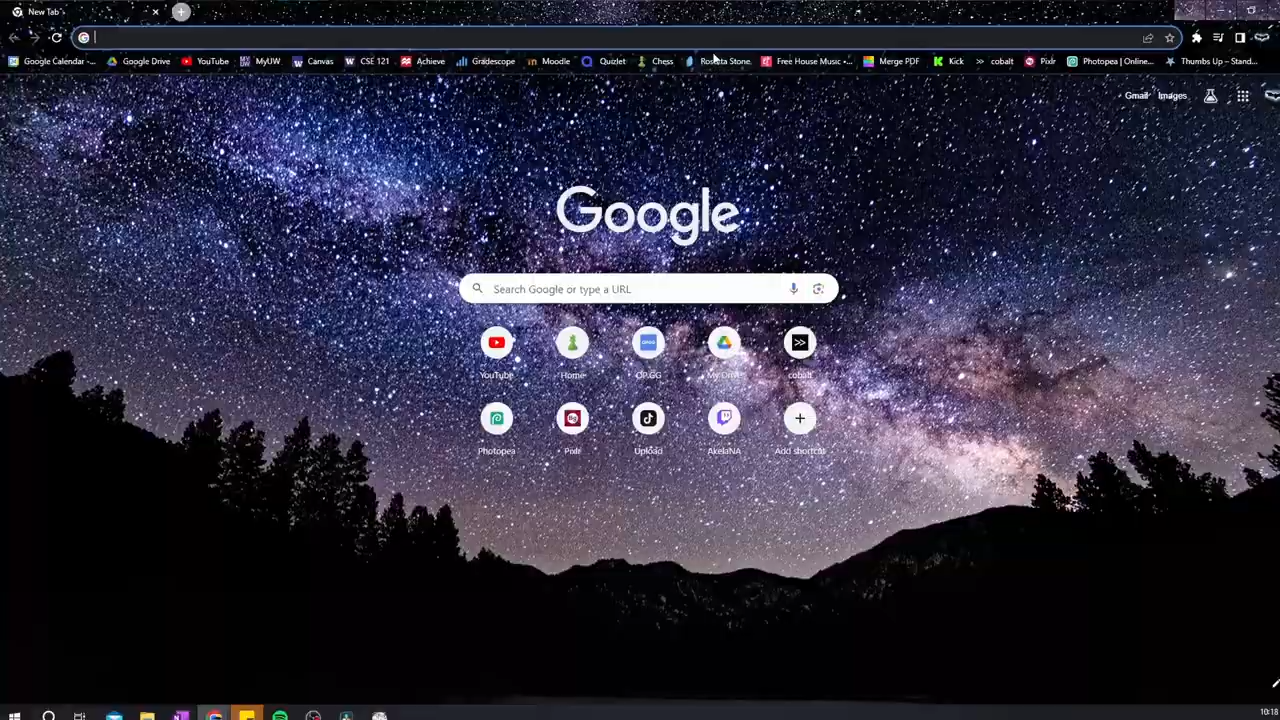 New Tab
Google Calendar -... Google Drive YouTube MyUW Canvas CSE 121 Achieve Gradescope Moodle Quizlet Chess Rosetta Stone. Free House Music •... Merge PDF Kick cobalt Pixlr Photopea | Online... Thumbs Up – Stand...
Gmail Images
Google
Search Google or type a URL
YouTube Home OP.GG My Drive cobalt
Photopea Pixlr Upload AkelaNA Add shortcut
10:18